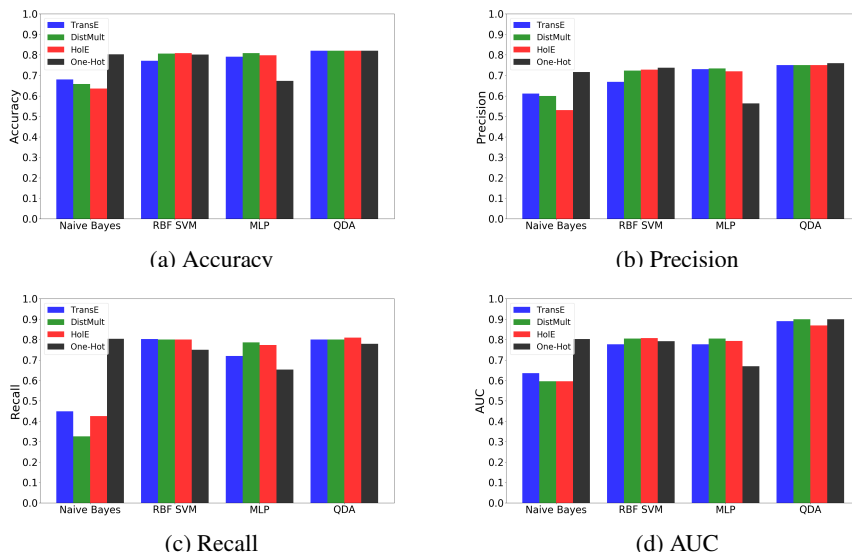 1.0
0.9
0.8
0.7
0.6
0.5
0.4
0.3
0.2
0.1
0.0
Accuracy
TransE
DistMult
HolE
One-Hot
Naive Bayes RBF SVM MLP QDA
(a) Accuracy
1.0
0.9
0.8
0.7
0.6
0.5
0.4
0.3
0.2
0.1
0.0
Precision
TransE
DistMult
HolE
One-Hot
Naive Bayes RBF SVM MLP QDA
(b) Precision
1.0
0.9
0.8
0.7
0.6
0.5
0.4
0.3
0.2
0.1
0.0
Recall
TransE
DistMult
HolE
One-Hot
Naive Bayes RBF SVM MLP QDA
(c) Recall
1.0
0.9
0.8
0.7
0.6
0.5
0.4
0.3
0.2
0.1
0.0
AUC
TransE
DistMult
HolE
One-Hot
Naive Bayes RBF SVM MLP QDA
(d) AUC